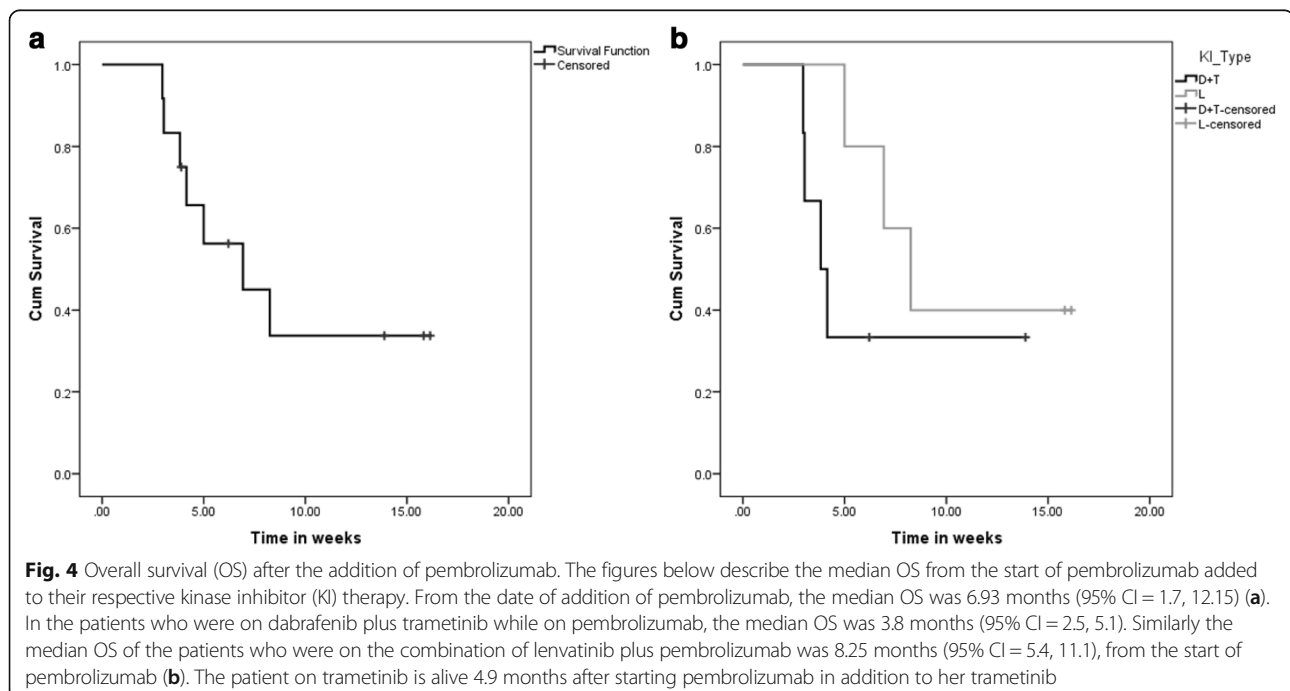 a
Survival Function
Censored
1.0
0.8
0.6
0.4
0.2
0.0
Cum Survival
.00 5.00 10.00 15.00 20.00
Time in weeks
b
KI_Type
D+T
L
D+T-censored
L-censored
1.0
0.8
0.6
0.4
0.2
0.0
Cum Survival
.00 5.00 10.00 15.00 20.00
Time in weeks
Fig. 4 Overall survival (OS) after the addition of pembrolizumab. The figures below describe the median OS from the start of pembrolizumab added
to their respective kinase inhibitor (KI) therapy. From the date of addition of pembrolizumab, the median OS was 6.93 months (95% CI = 1.7, 12.15) (a).
In the patients who were on dabrafenib plus trametinib while on pembrolizumab, the median OS was 3.8 months (95% CI = 2.5, 5.1). Similarly the
median OS of the patients who were on the combination of lenvatinib plus pembrolizumab was 8.25 months (95% CI = 5.4, 11.1), from the start of
pembrolizumab (b). The patient on trametinib is alive 4.9 months after starting pembrolizumab in addition to her trametinib